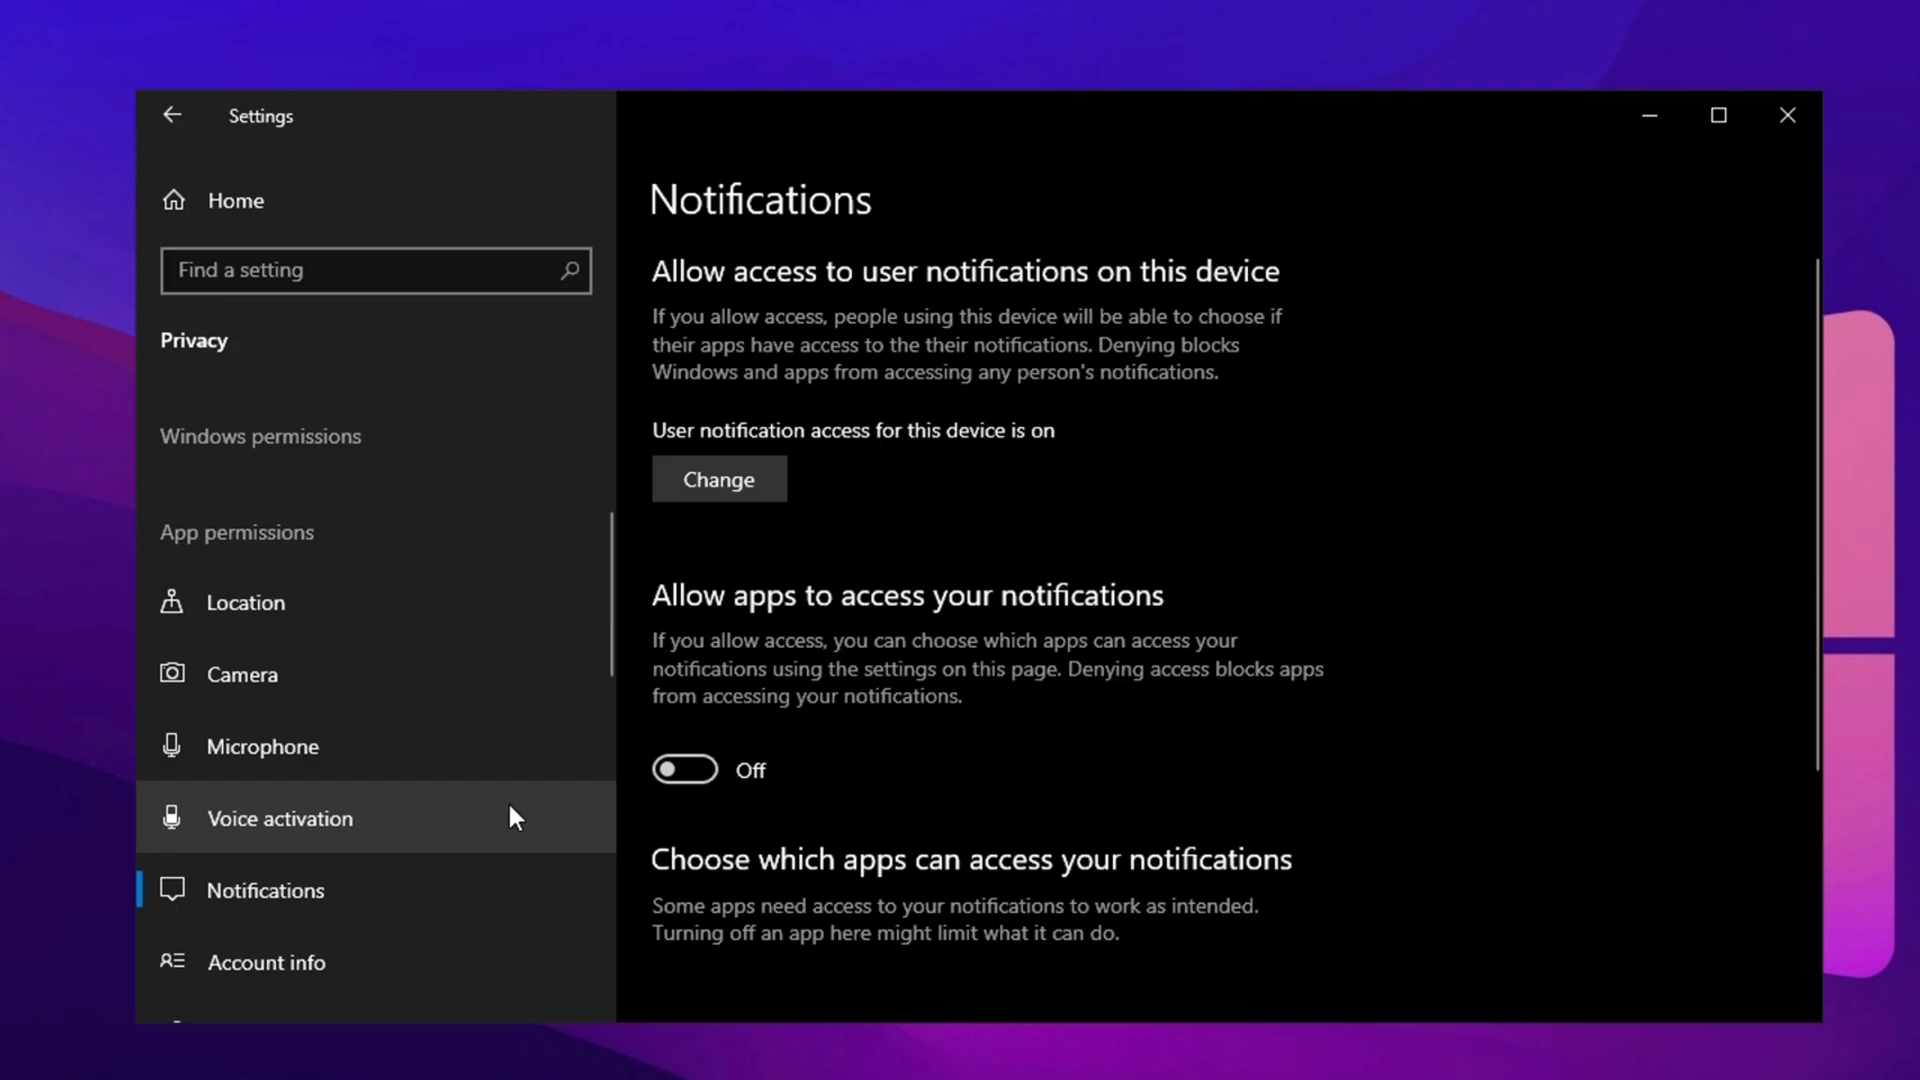 Settings
Home
Find a setting
Privacy
Windows permissions
App permissions
Location
Camera
Microphone
Voice activation
Notifications
Account info
Notifications
Allow access to user notifications on this device
If you allow access, people using this device will be able to choose if
their apps have access to the their notifications. Denying blocks
Windows and apps from accessing any person's notifications.
User notification access for this device is on
Change
Allow apps to access your notifications
If you allow access, you can choose which apps can access your
notifications using the settings on this page. Denying access blocks apps
from accessing your notifications.
Off
Choose which apps can access your notifications
Some apps need access to your notifications to work as intended.
Turning off an app here might limit what it can do.